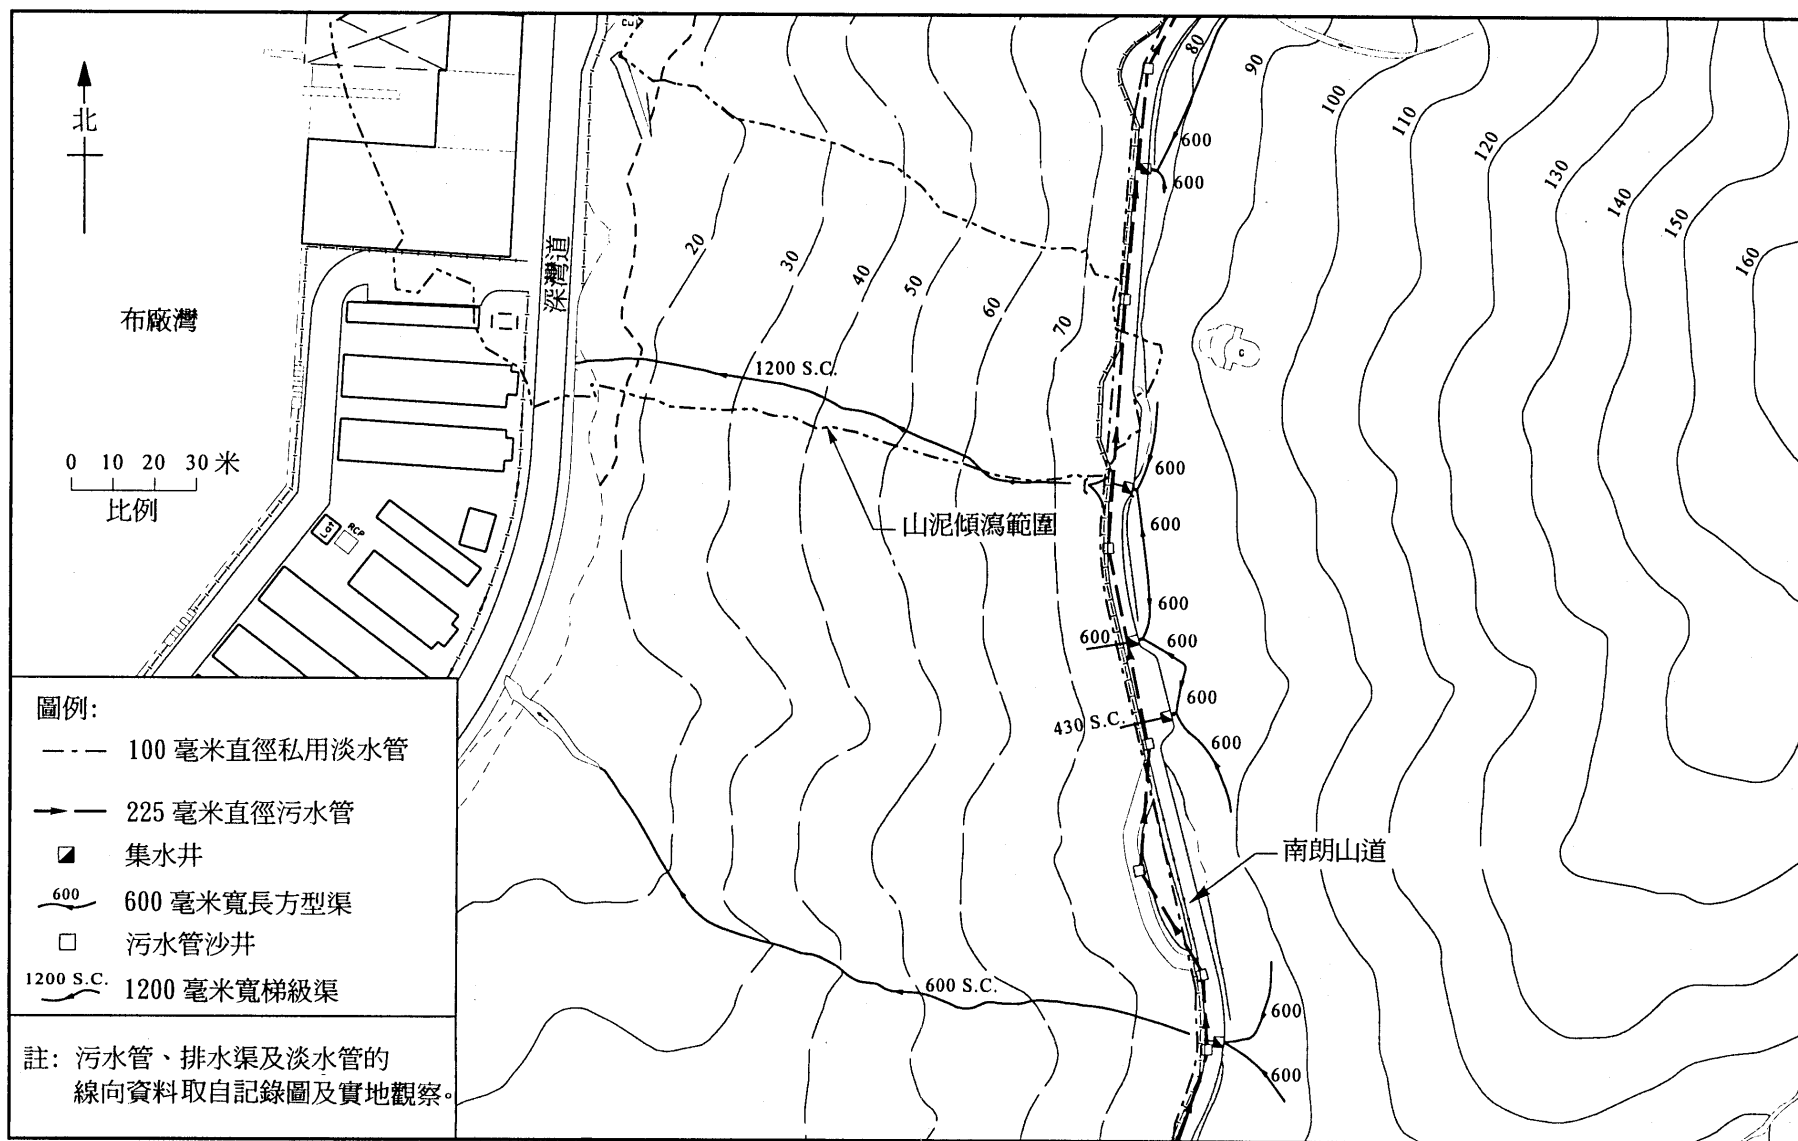 80
90
100
110
120
130
140
150
160
600
600
北
深灣道
20
30
40
50
60
70
布廠灣
1200 S.C.
0 10 20 30 米
比例
600
山泥傾瀉範圍
600
Lat
RCP
600
600
600
600
430 S.C.
600
南朗山道
600 S.C.
600
600
圖例:
100 毫米直徑私用淡水管
225 毫米直徑污水管
集水井
600 600 毫米寬長方型渠
污水管沙井
1200 S.C. 1200 毫米寬梯級渠
註: 污水管、排水渠及淡水管的
線向資料取自記錄圖及實地觀察。